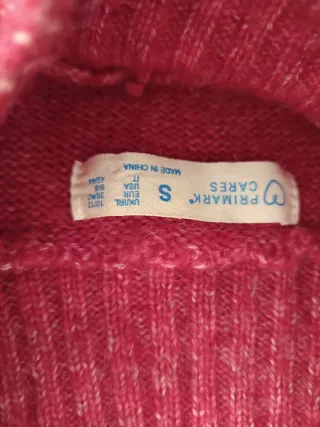 PRIMARK®
CARES
S
UK/IRL 10/12
EUR 38/40
USA 6/8
IT 42/44
MADE IN CHINA